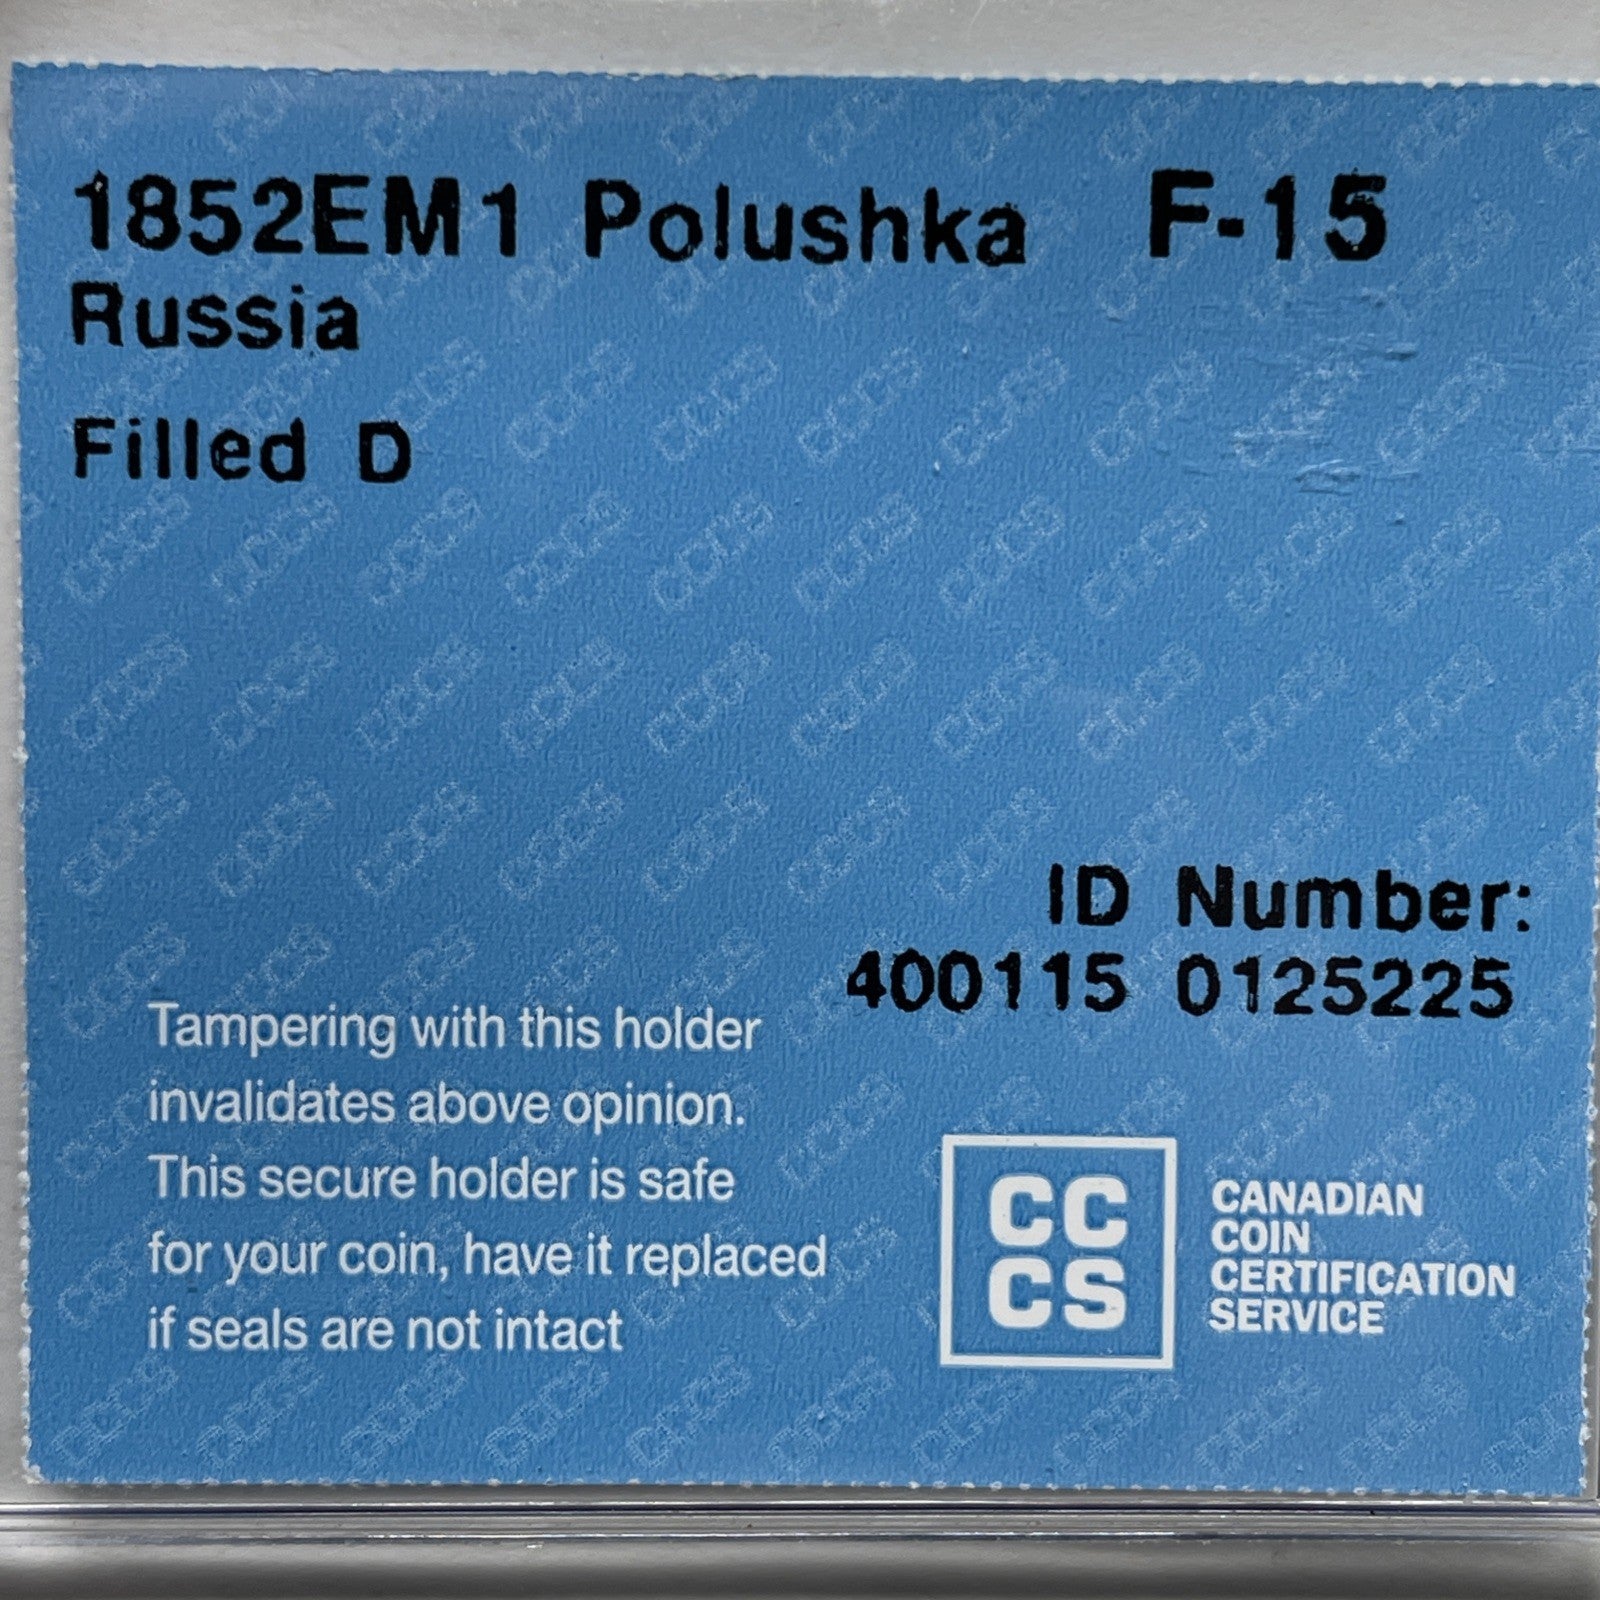 1852EM1 Polushka F-15
Russia
Filled D
ID Number:
400115 0125225
Tampering with this holder
invalidates above opinion.
This secure holder is safe
for your coin, have it replaced
if seals are not intact
CC
CS
CANADIAN
COIN
CERTIFICATION
SERVICE